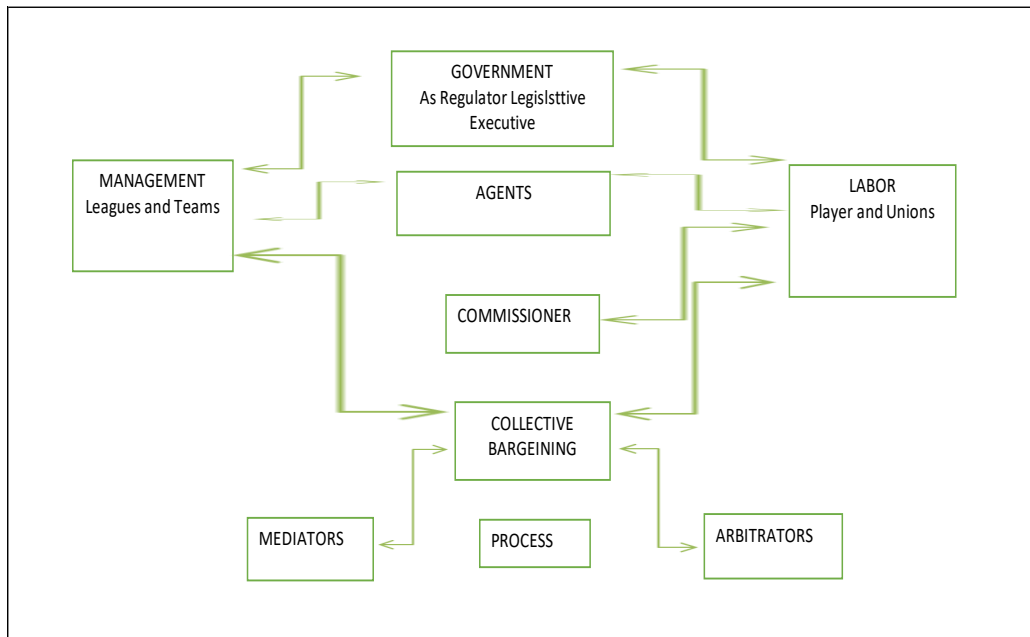 GOVERNMENT
As Regulator Legislsttive
Executive
MANAGEMENT
Leagues and Teams
AGENTS
LABOR
Player and Unions
COMMISSIONER
COLLECTIVE
BARGEINING
MEDIATORS
PROCESS
ARBITRATORS